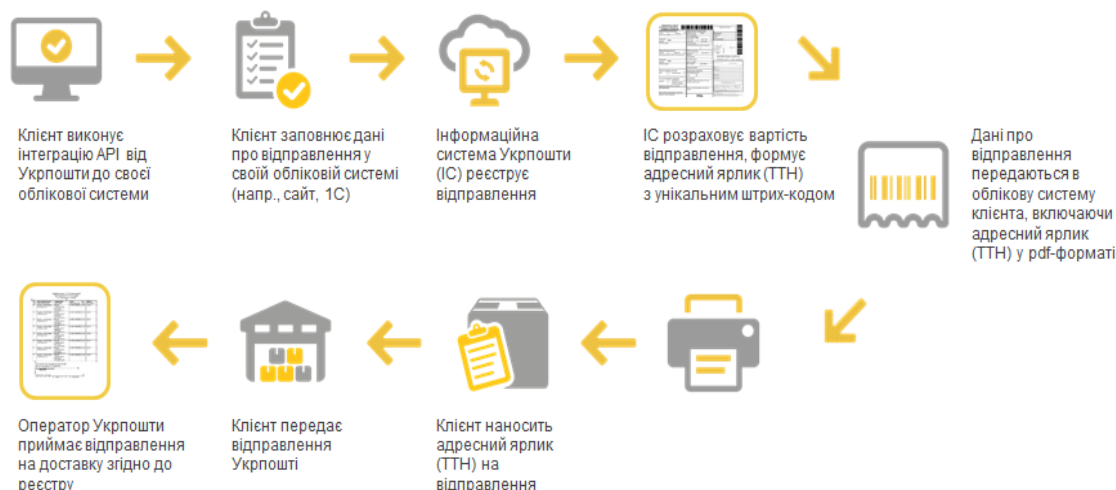 Клієнт виконує
інтеграцію API від
Укрпошти до своєї
облікової системи
Клієнт заповнює дані
про відправлення у
своїй обліковій системі
(напр., сайт, 1С)
Інформаційна
система Укрпошти
(ІС) реєструє
відправлення
ІС розраховує вартість
відправлення, формує
адресний ярлик (ТТН)
з унікальним штрих-кодом
Дані про
відправлення
передаються в
облікову систему
клієнта, включаючи
адресний ярлик
(ТТН) у pdf-форматі
Оператор Укрпошти
приймає відправлення
на доставку згідно до
реєстру
Клієнт передає
відправлення
Укрпошті
Клієнт наносить
адресний ярлик
(ТТН) на
відправлення